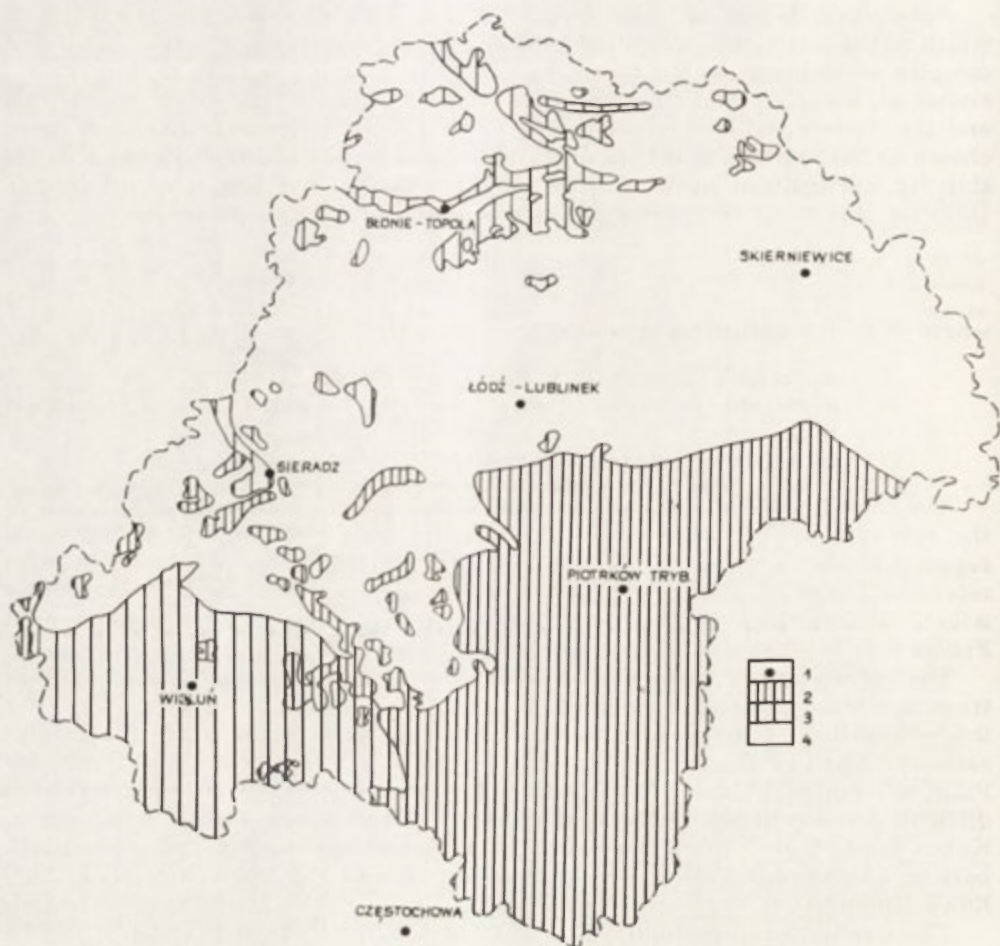 BŁONIE - TOPOLA
SKIERNIEWICE
ŁÓDŹ - LUBLINEK
SIERADZ
PIOTRKÓW TRYB.
WIELUŃ
1
2
3
4
CZĘSTOCHOWA